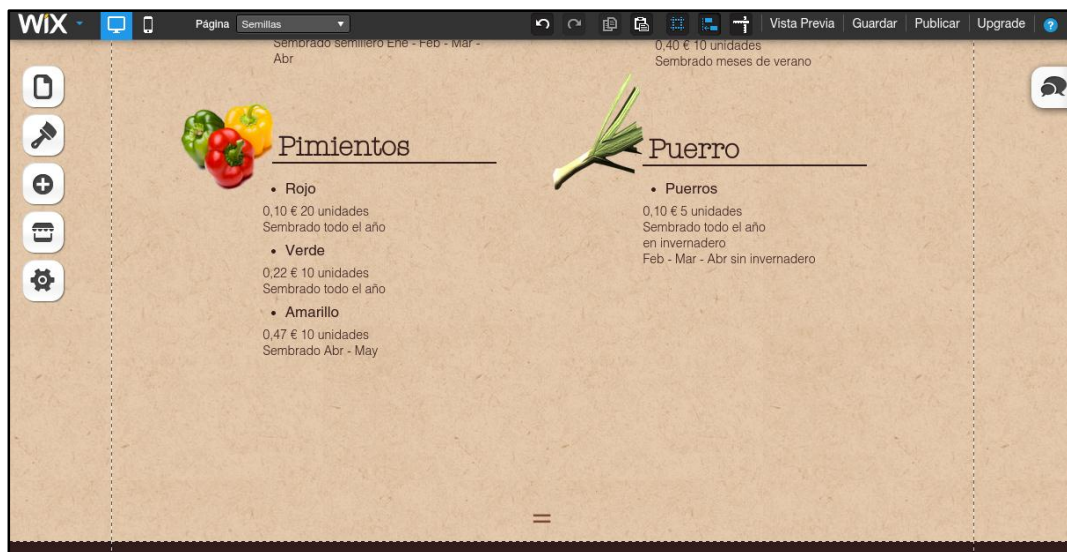 WiX
Página Semillas
Vista Previa Guardar Publicar Upgrade ?
Sembrado semillero Ene - Feb - Mar -
Abr
0,40 € 10 unidades
Sembrado meses de verano
Pimientos
• Rojo
0,10 € 20 unidades
Sembrado todo el año
• Verde
0,22 € 10 unidades
Sembrado todo el año
• Amarillo
0,47 € 10 unidades
Sembrado Abr - May
Puerro
• Puerros
0,10 € 5 unidades
Sembrado todo el año
en invernadero
Feb - Mar - Abr sin invernadero